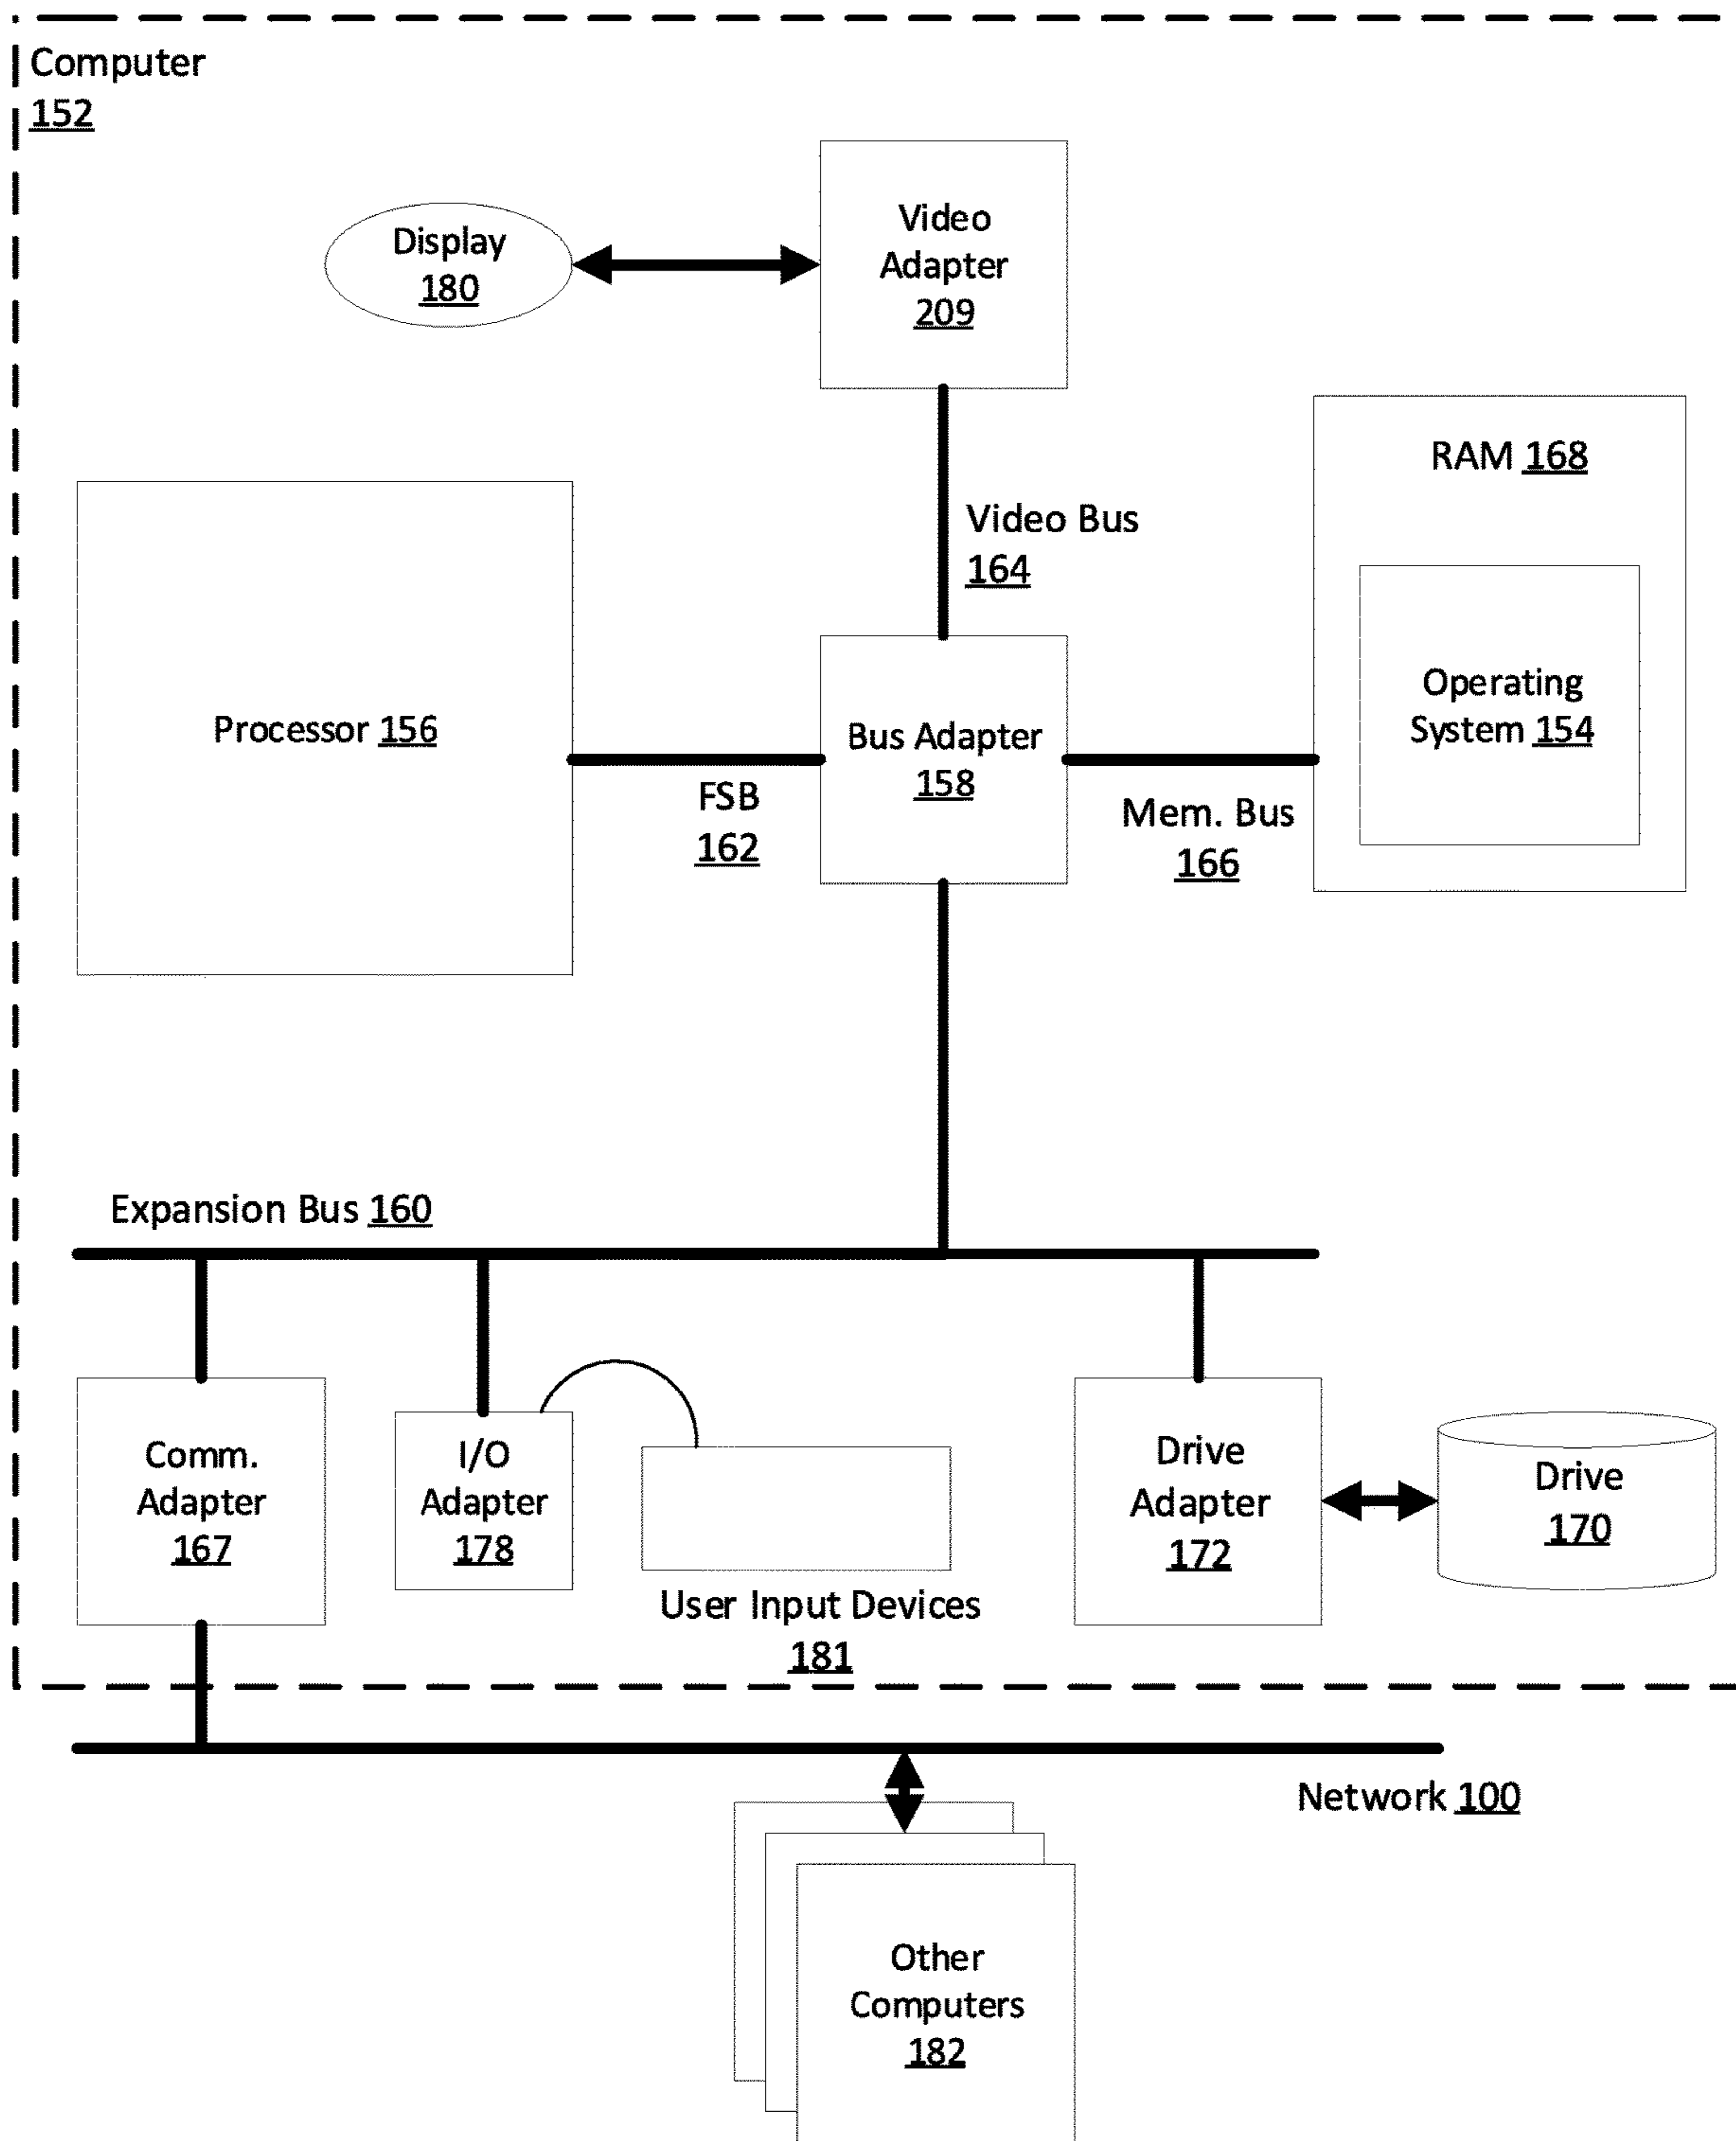 Computer
152
Display
180
Video
Adapter
209
RAM 168
Video Bus
164
Operating
System 154
Processor 156
Bus Adapter
158
FSB
162
Mem. Bus
166
Expansion Bus 160
Comm.
Adapter
167
I/O
Adapter
178
User Input Devices
181
Drive
Adapter
172
Drive
170
Network 100
Other
Computers
182